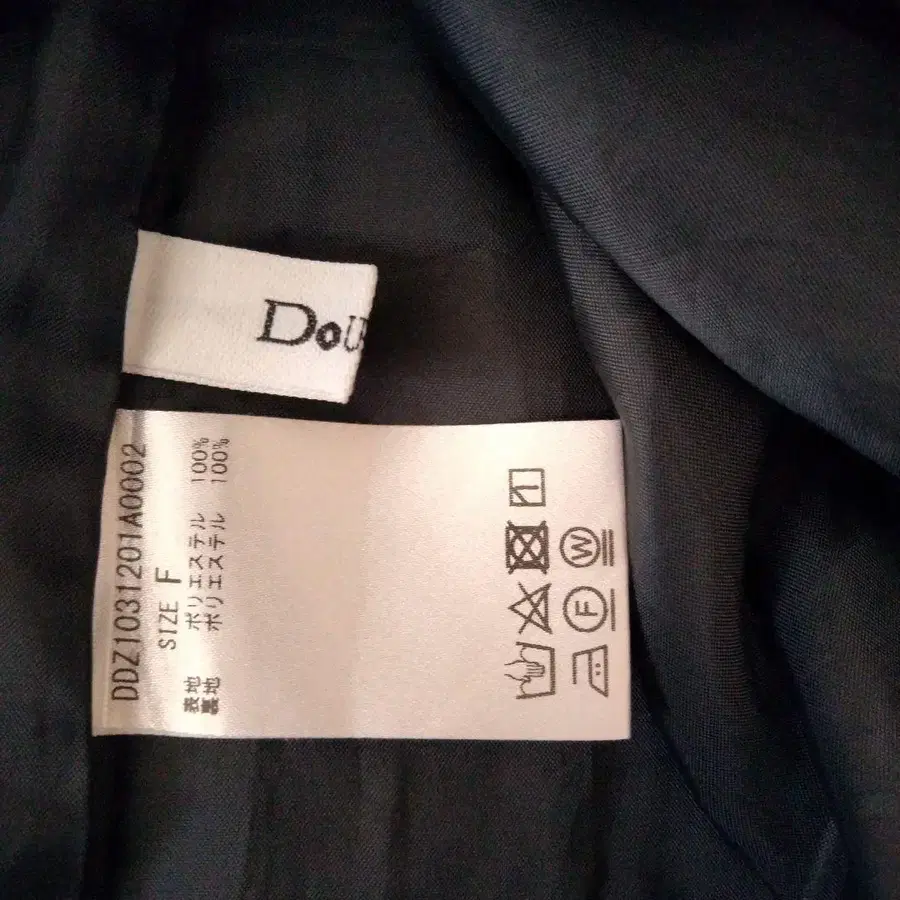 DDZ1031201A0002
SIZE F
表地 ポリエステル 100%
裏地 ポリエステル 100%
W
F